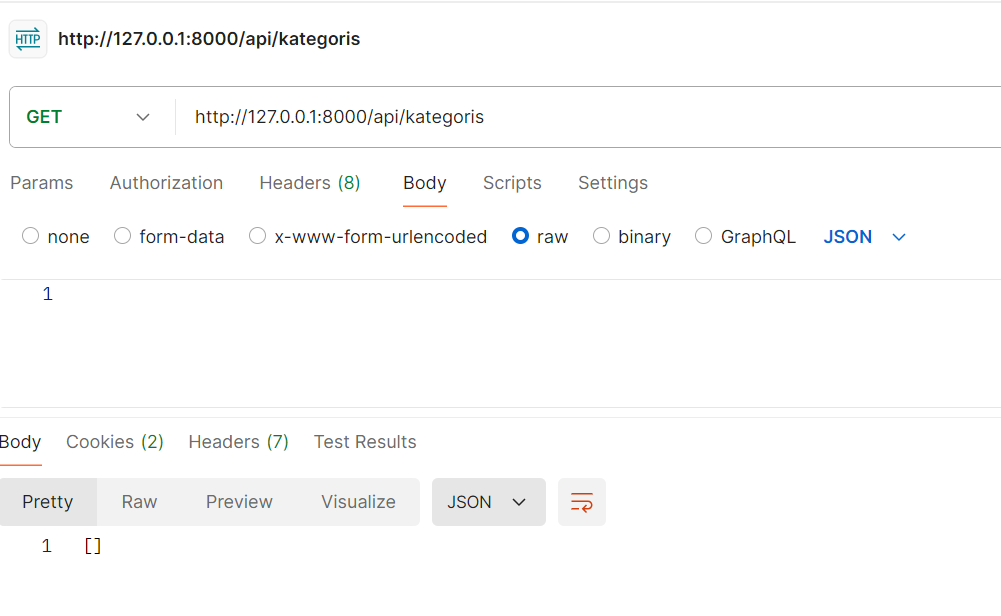 HTTP http://127.0.0.1:8000/api/kategoris
GET http://127.0.0.1:8000/api/kategoris
Params Authorization Headers (8) Body Scripts Settings
none form-data x-www-form-urlencoded raw binary GraphQL JSON
1
Body Cookies (2) Headers (7) Test Results
Pretty Raw Preview Visualize JSON
1 []